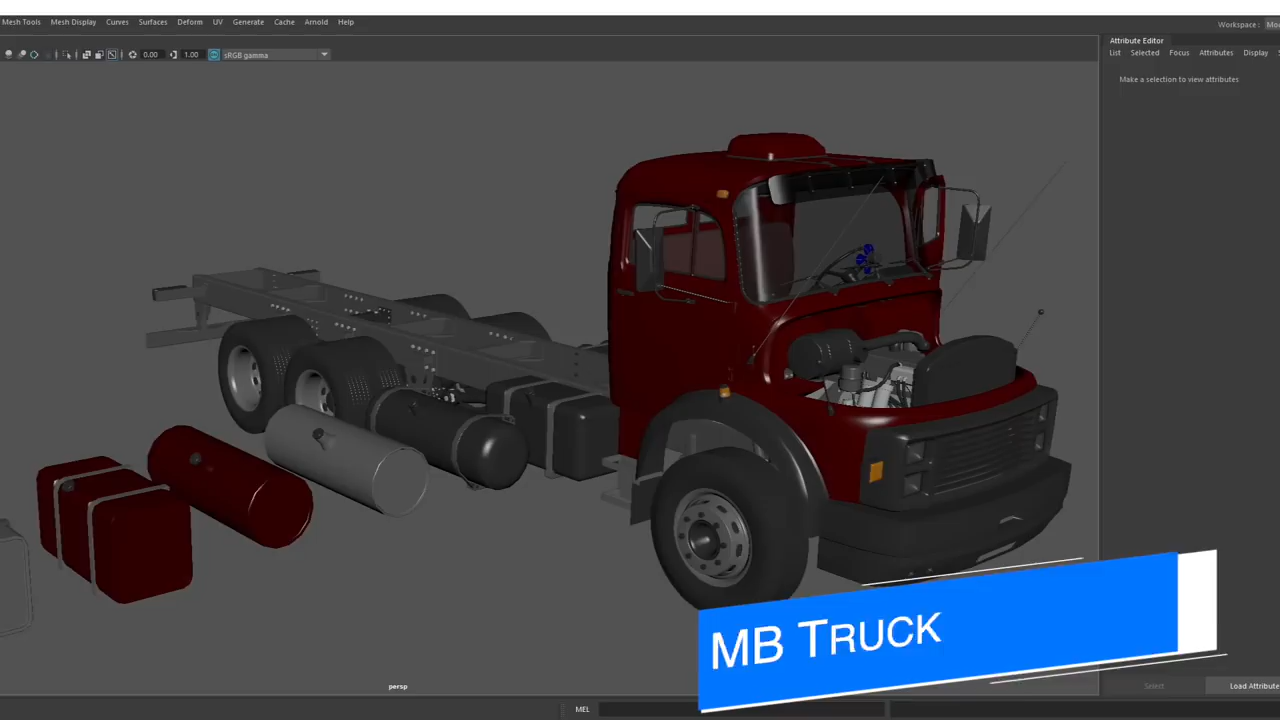 Mesh Tools Mesh Display Curves Surfaces Deform UV Generate Cache Arnold Help
Workspace :
0.00 1.00 sRGB gamma
Attribute Editor
List Selected Focus Attributes Display
Make a selection to view attributes
MB TRUCK
persp
Select Load Attribute
MEL